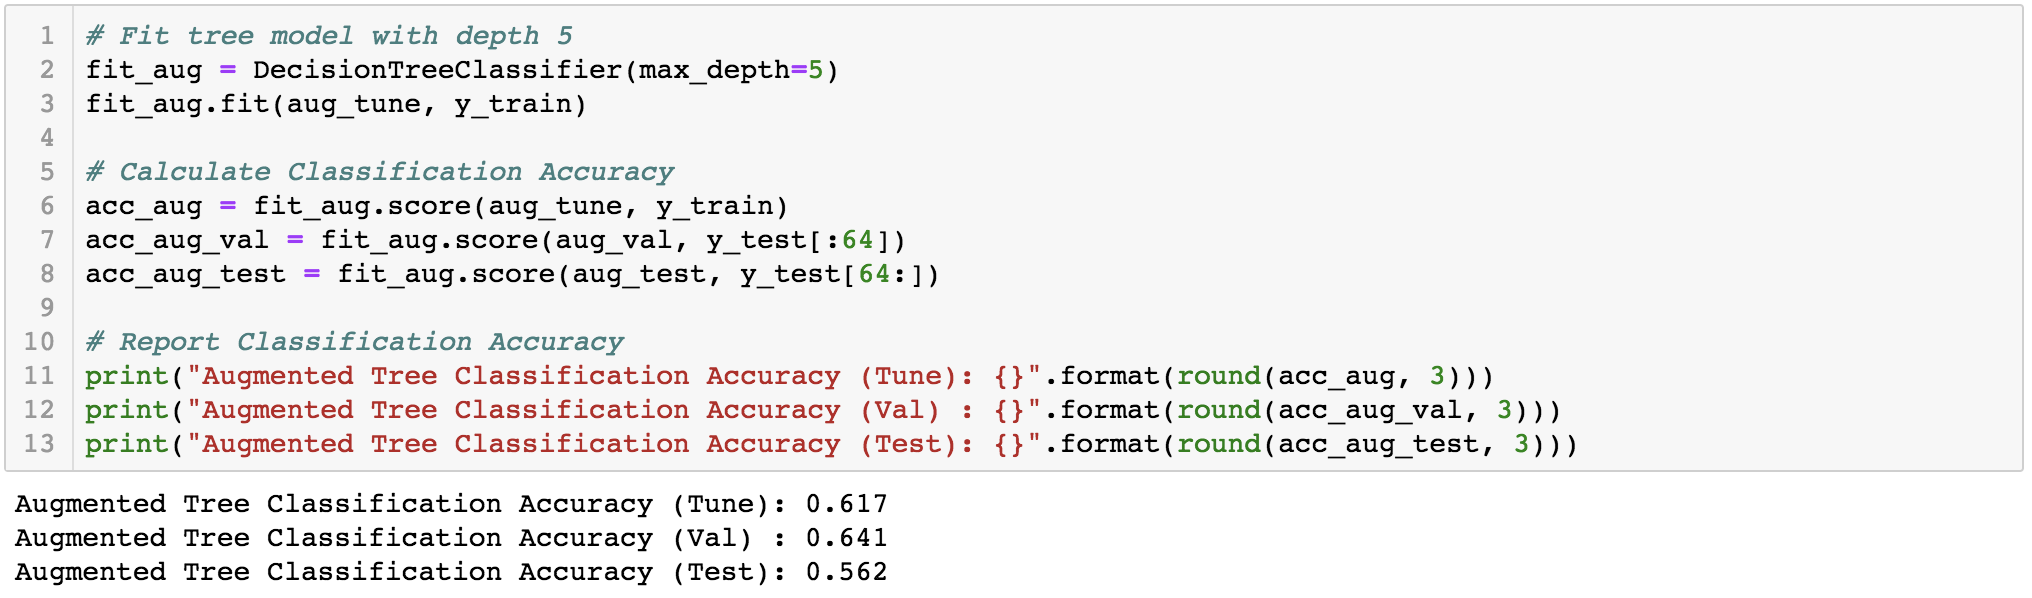 1 # Fit tree model with depth 5
2 fit_aug = DecisionTreeClassifier(max_depth=5)
3 fit_aug.fit(aug_tune, y_train)
4
5 # Calculate Classification Accuracy
6 acc_aug = fit_aug.score(aug_tune, y_train)
7 acc_aug_val = fit_aug.score(aug_val, y_test[:64])
8 acc_aug_test = fit_aug.score(aug_test, y_test[64:])
9
10 # Report Classification Accuracy
11 print("Augmented Tree Classification Accuracy (Tune): {}".format(round(acc_aug, 3)))
12 print("Augmented Tree Classification Accuracy (Val) : {}".format(round(acc_aug_val, 3)))
13 print("Augmented Tree Classification Accuracy (Test): {}".format(round(acc_aug_test, 3)))
Augmented Tree Classification Accuracy (Tune): 0.617
Augmented Tree Classification Accuracy (Val) : 0.641
Augmented Tree Classification Accuracy (Test): 0.562